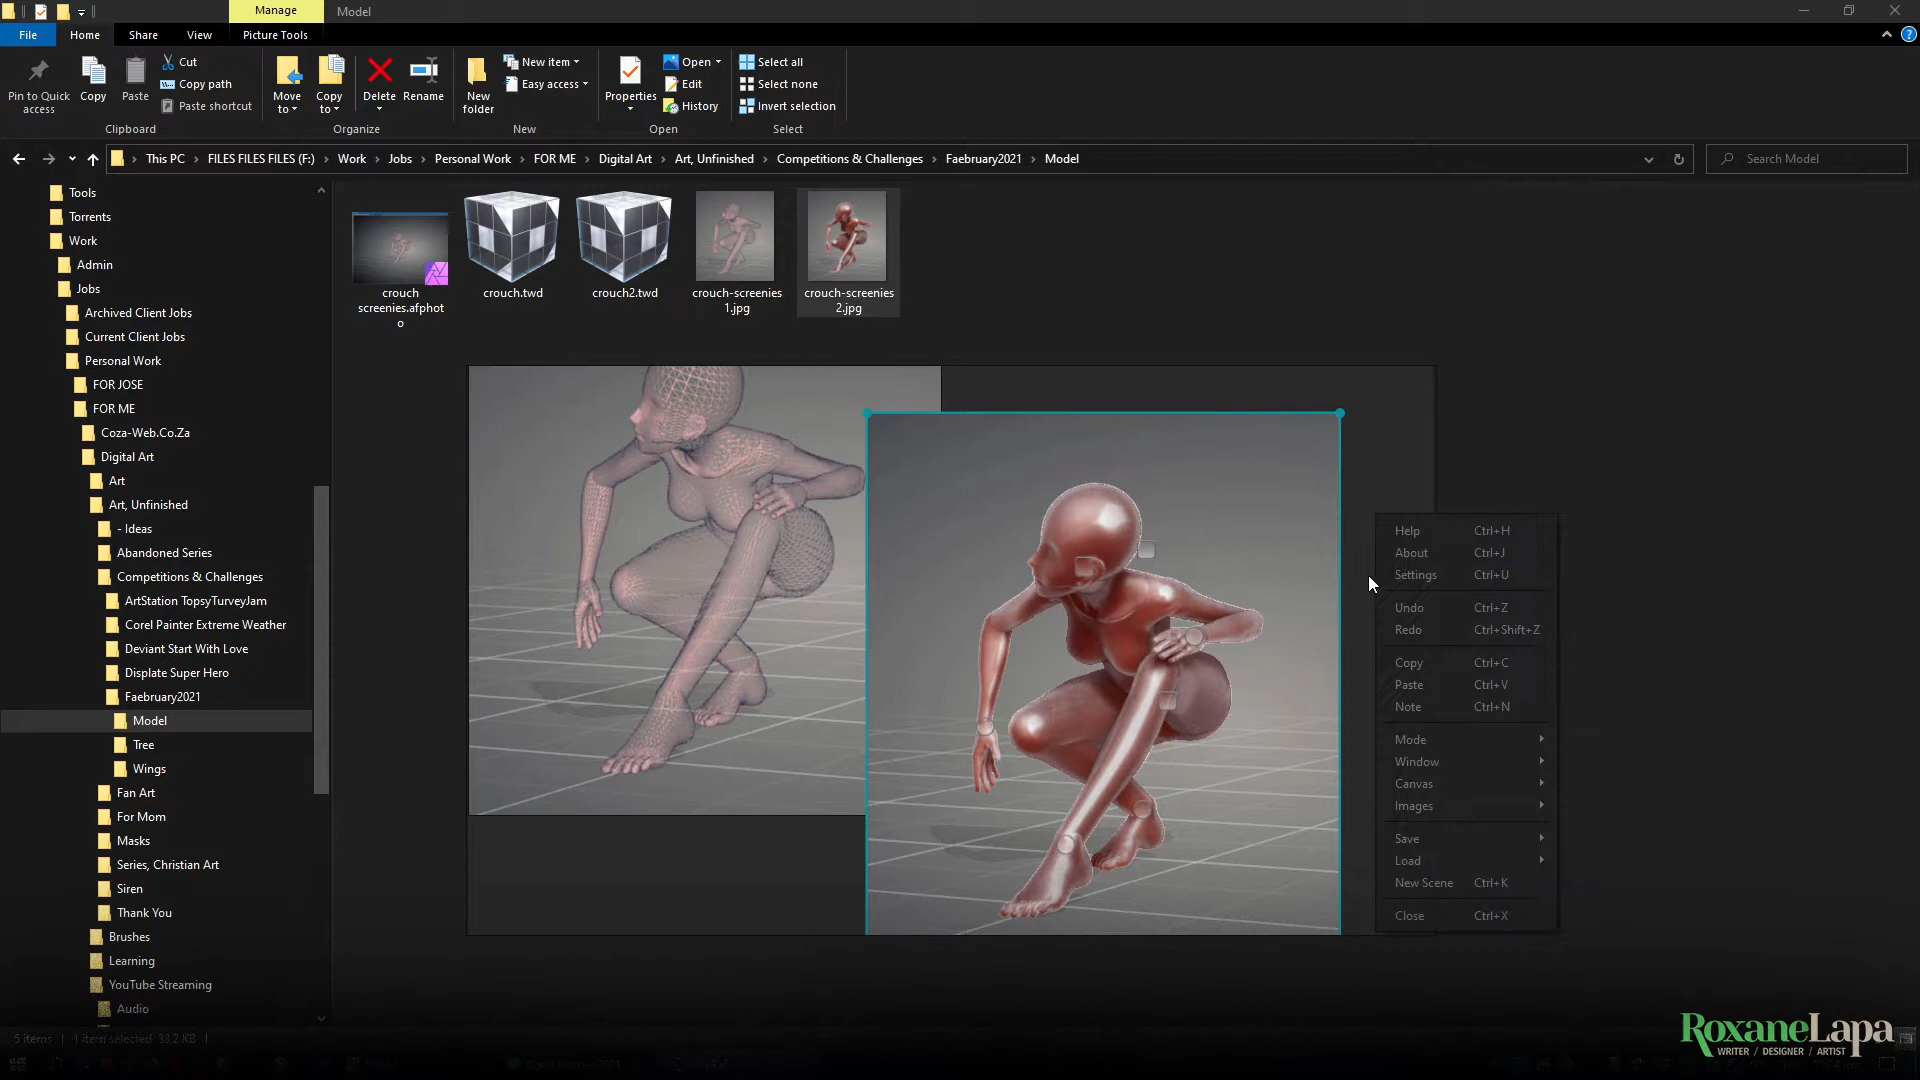 Manage
Model
File
Home
Share
View
Picture Tools
Pin to Quick access
Copy
Paste
Cut
Copy path
Paste shortcut
Clipboard
Move to
Copy to
Delete
Rename
Organize
New folder
New item
Easy access
New
Properties
Open
Edit
History
Open
Select all
Select none
Invert selection
Select
This PC
FILES FILES FILES (F:)
Work
Jobs
Personal Work
FOR ME
Digital Art
Art, Unfinished
Competitions & Challenges
Faebruary2021
Model
Search Model
Tools
Torrents
Work
Admin
Jobs
Archived Client Jobs
Current Client Jobs
Personal Work
FOR JOSE
FOR ME
Coza-Web.Co.Za
Digital Art
Art
Art, Unfinished
- Ideas
Abandoned Series
Competitions & Challenges
ArtStation TopsyTurveyJam
Corel Painter Extreme Weather
Deviant Start With Love
Displate Super Hero
Faebruary2021
Model
Tree
Wings
Fan Art
For Mom
Masks
Series, Christian Art
Siren
Thank You
Brushes
Learning
YouTube Streaming
Audio
crouch
screenies.afphot
o
crouch.twd
crouch2.twd
crouch-screenies
1.jpg
crouch-screenies
2.jpg
Help Ctrl+H
About Ctrl+J
Settings Ctrl+U
Undo Ctrl+Z
Redo Ctrl+Shift+Z
Copy Ctrl+C
Paste Ctrl+V
Note Ctrl+N
Mode
Window
Canvas
Images
Save
Load
New Scene Ctrl+K
Close Ctrl+X
5 items
1 item selected 33.2 KB
RoxaneLapa
WRITER / DESIGNER / ARTIST